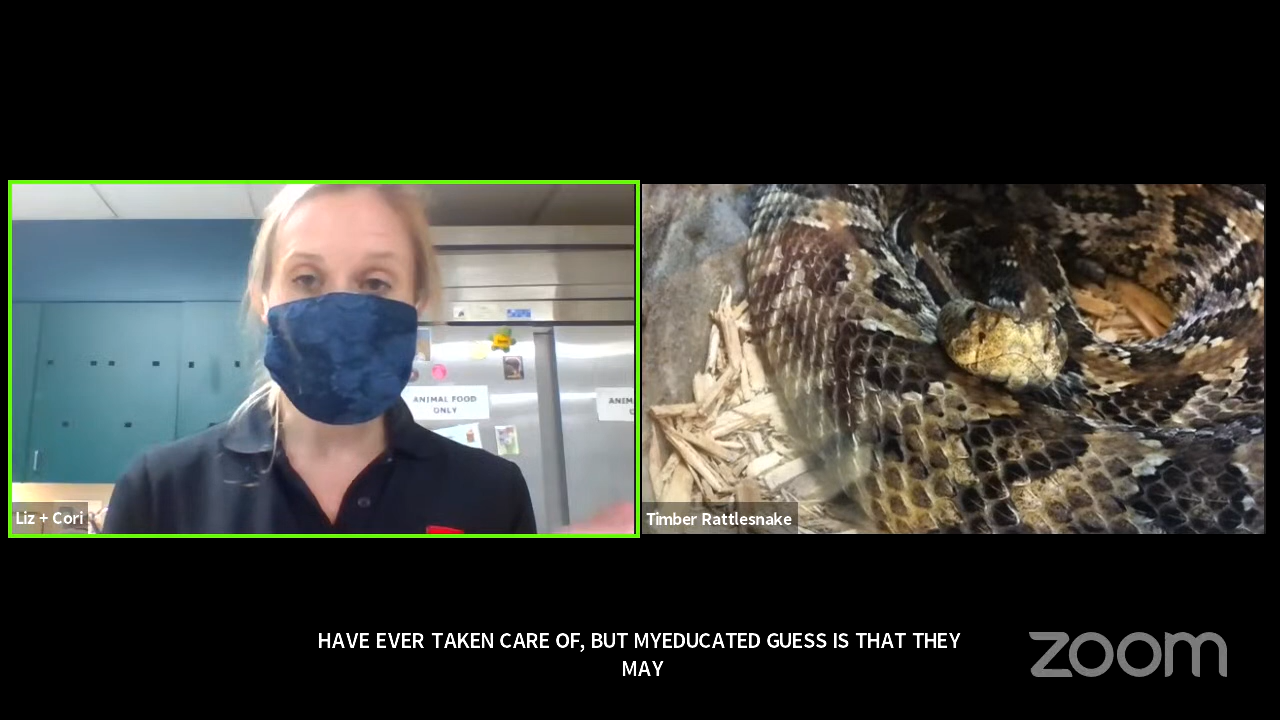 ANIMAL FOOD
ONLY
ANIM
Liz + Cori
Timber Rattlesnake
HAVE EVER TAKEN CARE OF, BUT MYEDUCATED GUESS IS THAT THEY
MAY
zoom